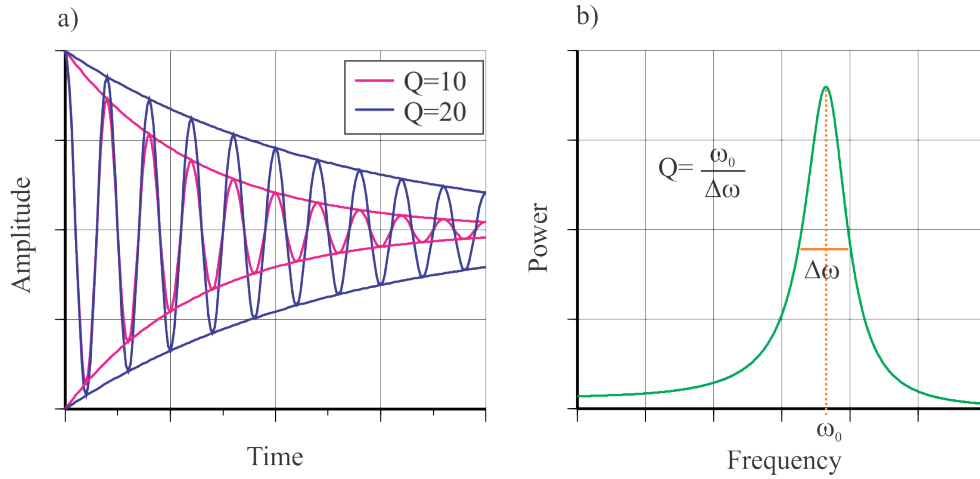 a)
Amplitude
Q=10
Q=20
Time
b)
Power
Q= ω₀
Δω
Δω
ω₀
Frequency